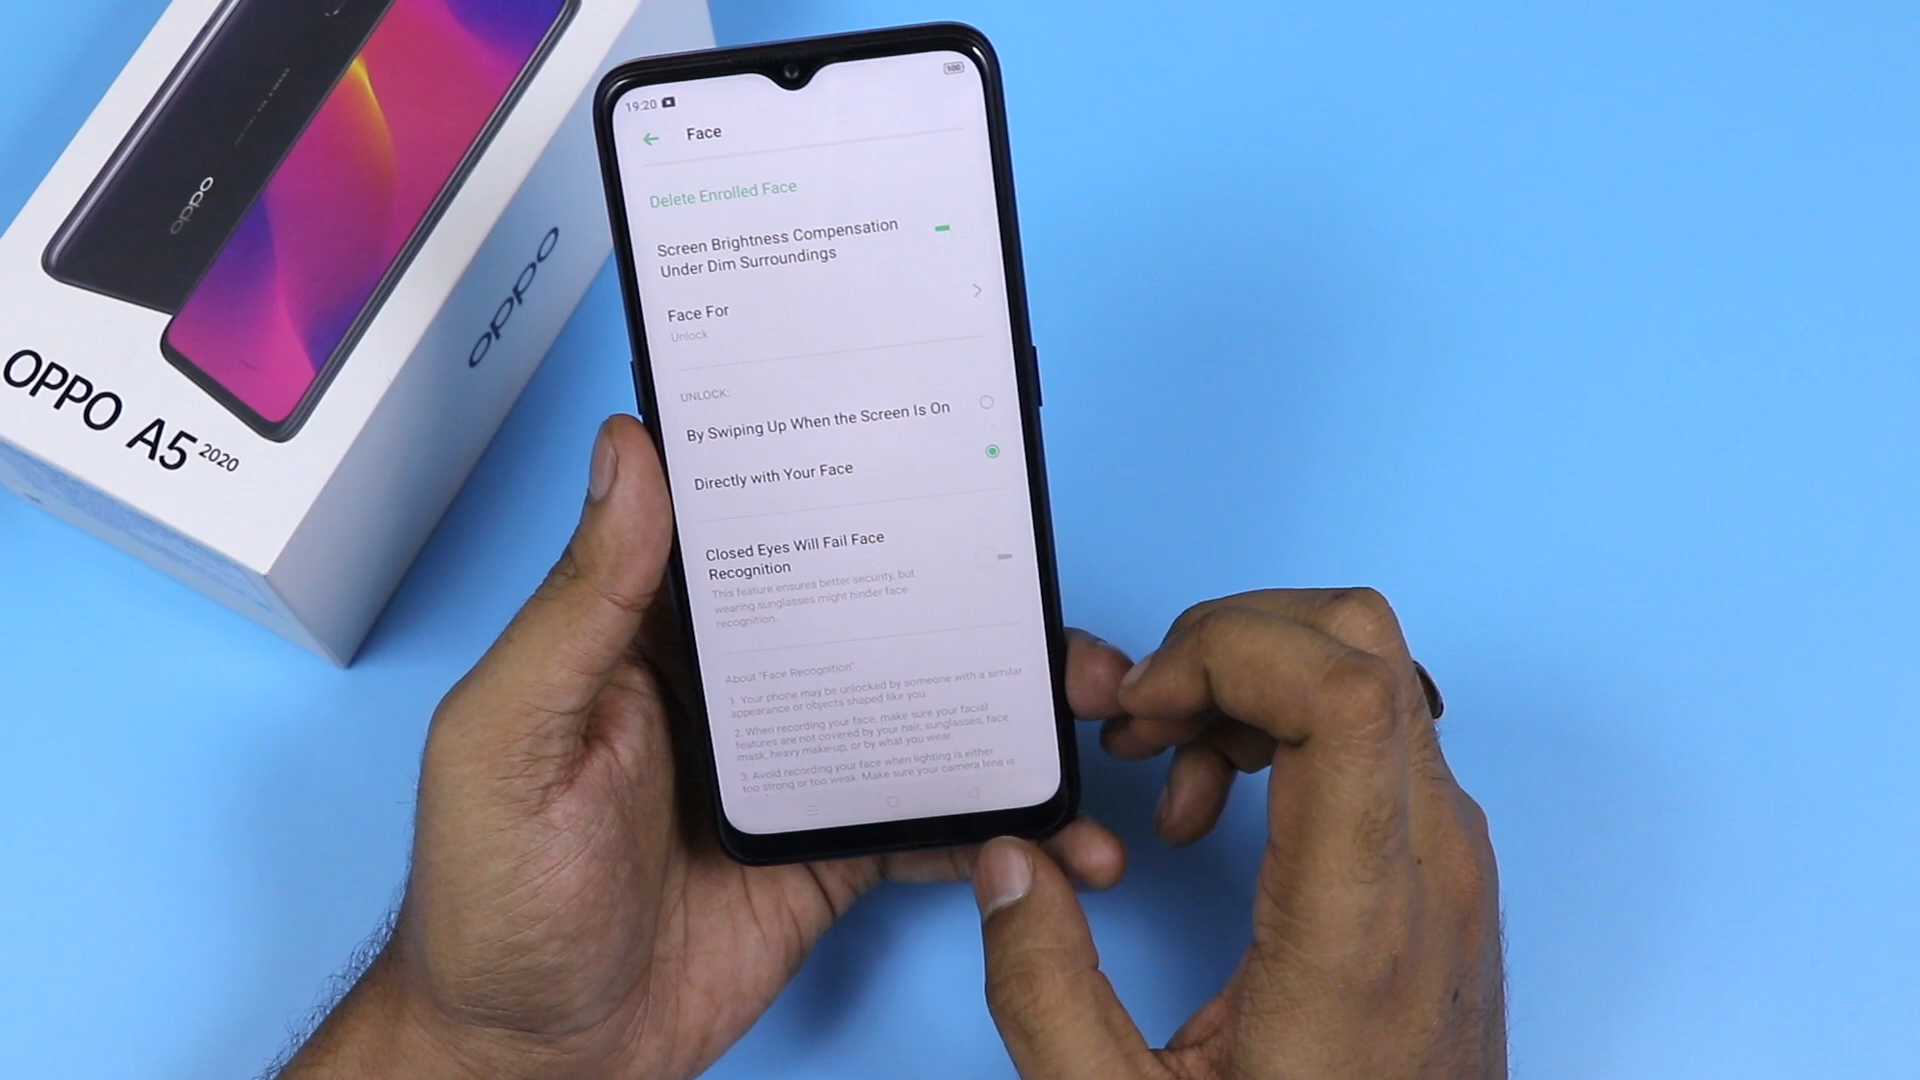 oppo
oppo
OPPO A5 2020
19:20
100
Face
Delete Enrolled Face
Screen Brightness Compensation
Under Dim Surroundings
Face For
Unlock
UNLOCK:
By Swiping Up When the Screen Is On
Directly with Your Face
Closed Eyes Will Fail Face
Recognition
This feature ensures better security, but
wearing sunglasses might hinder face
recognition.
About "Face Recognition"
1. Your phone may be unlocked by someone with a similar
appearance or objects shaped like you.
2. When recording your face, make sure your facial
features are not covered by your hair, sunglasses, face
mask, heavy make-up, or by what you wear.
3. Avoid recording your face when lighting is either
too strong or too weak. Make sure your camera lens is